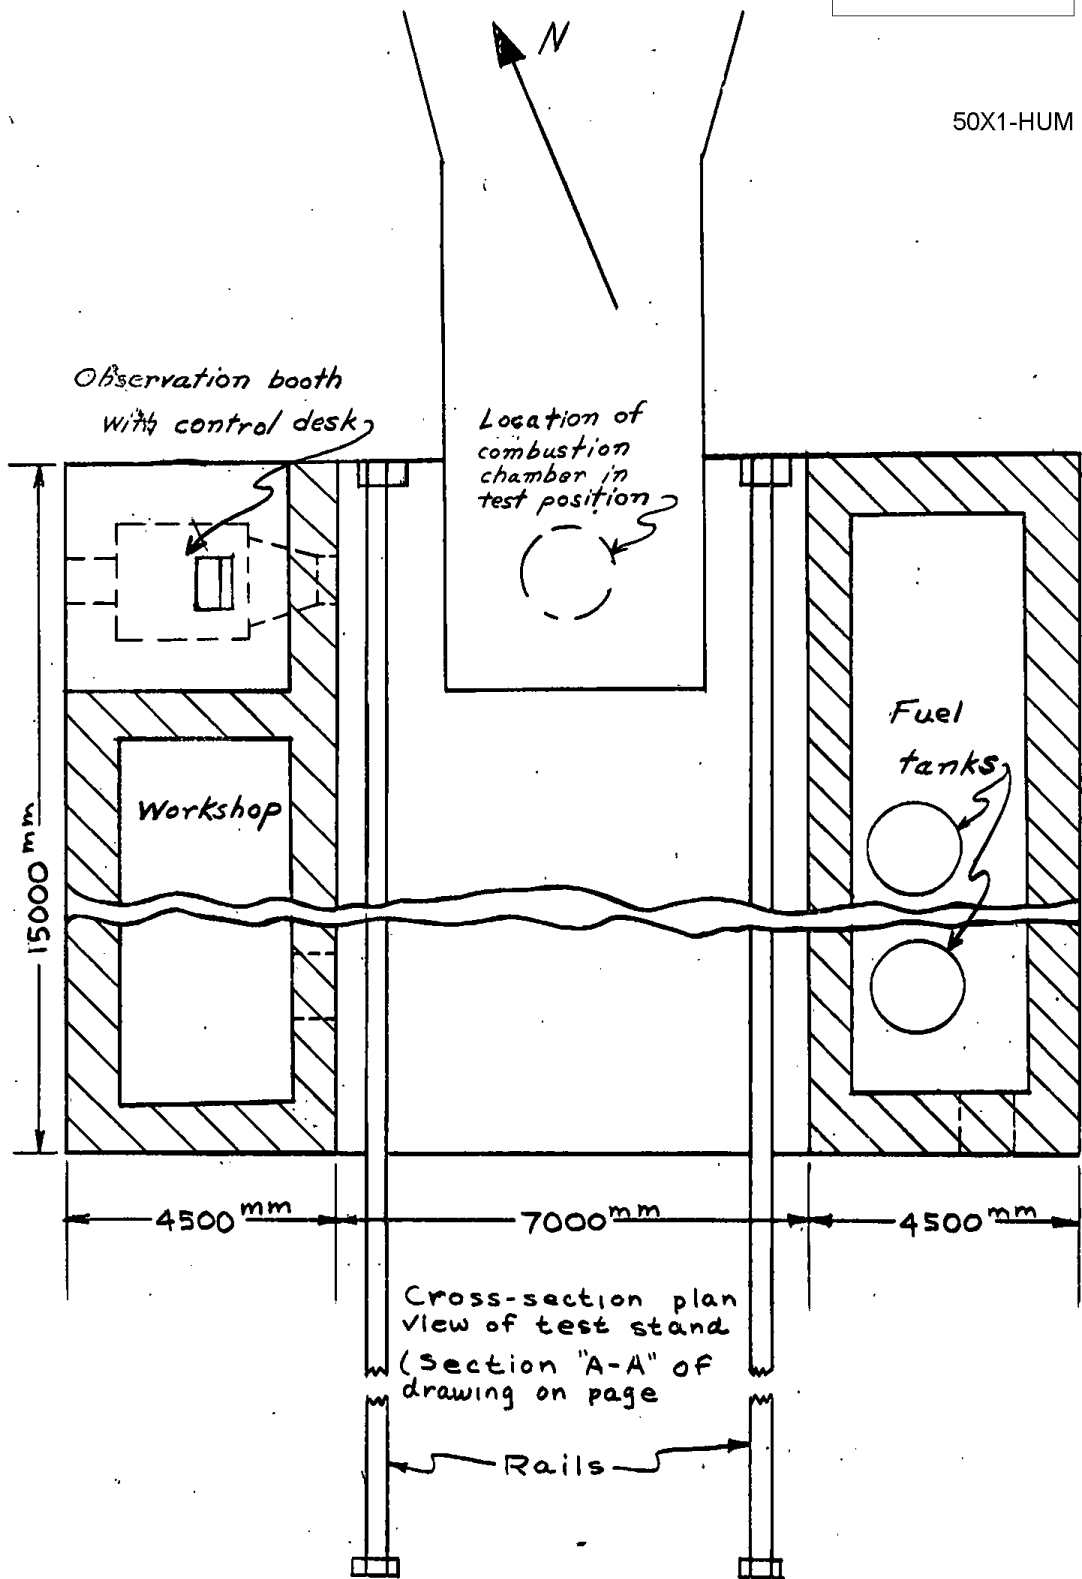 N
50X1-HUM
Observation booth
with control desk
Location of
combustion
chamber in
test position
Fuel
tanks
Workshop
15000 mm
4500 mm
7000 mm
4500 mm
Cross-section plan
view of test stand
(Section "A-A" of
drawing on page
Rails